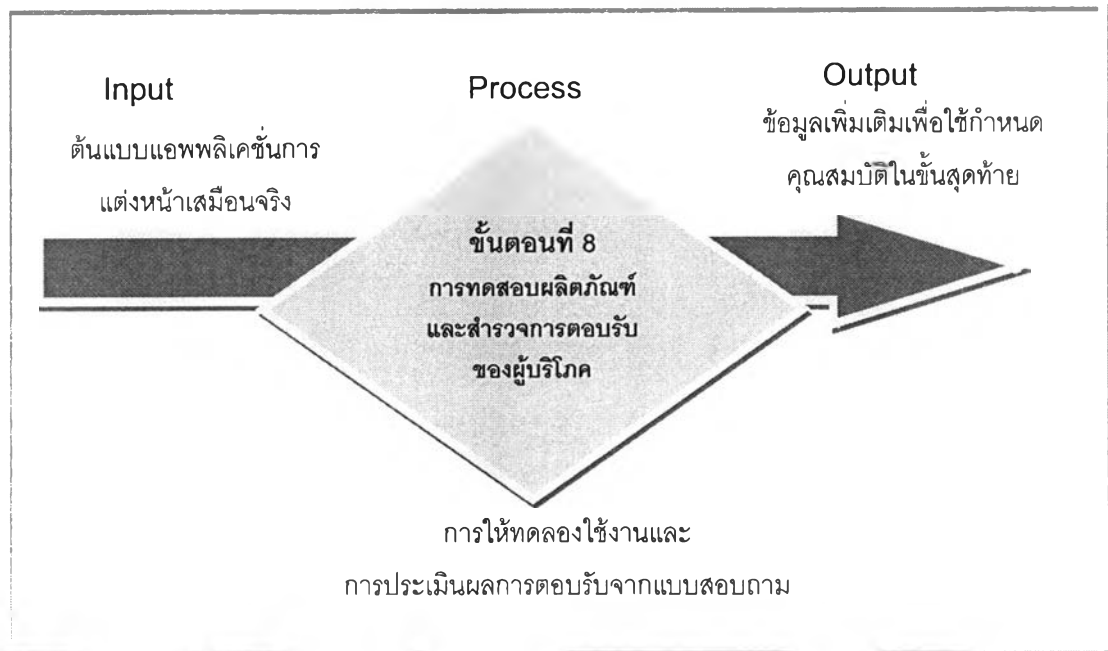 Input
ต้นแบบแอพพลิเคชั่นการ
แต่งหน้าเสมือนจริง
Process
ขั้นตอนที่ 8
การทดสอบผลิตภัณฑ์
และสำรวจการตอบรับ
ของผู้บริโภค
การให้ทดลองใช้งานและ
การประเมินผลการตอบรับจากแบบสอบถาม
Output
ข้อมูลเพิ่มเติมเพื่อใช้กำหนด
คุณสมบัติในขั้นสุดท้าย